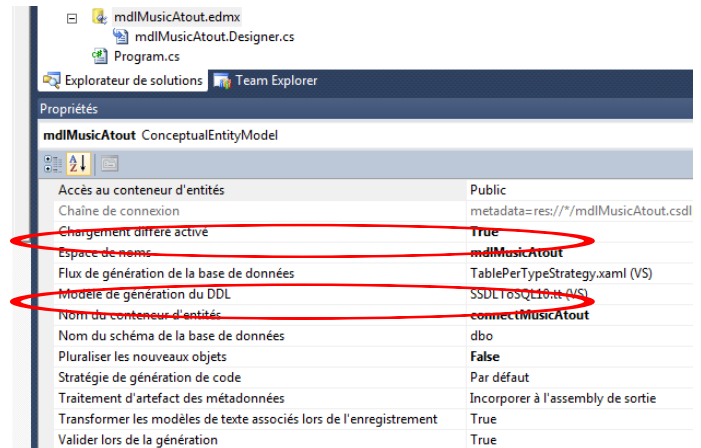 mdlMusicAtout.edmx
mdlMusicAtout.Designer.cs
Program.cs
Explorateur de solutions Team Explorer
Propriétés
mdlMusicAtout ConceptualEntityModel
Accès au conteneur d'entités Public
Chaîne de connexion metadata=res://*/mdlMusicAtout.csdl
Chargement différé activé True
Espace de noms mdlMusicAtout
Flux de génération de la base de données TablePerTypeStrategy.xaml (VS)
Modèle de génération du DDL SSDLToSQL10.tt (VS)
Nom du conteneur d'entités connectMusicAtout
Nom du schéma de la base de données dbo
Pluraliser les nouveaux objets False
Stratégie de génération de code Par défaut
Traitement d'artefact des métadonnées Incorporer à l'assembly de sortie
Transformer les modèles de texte associés lors de l'enregistrement True
Valider lors de la génération True